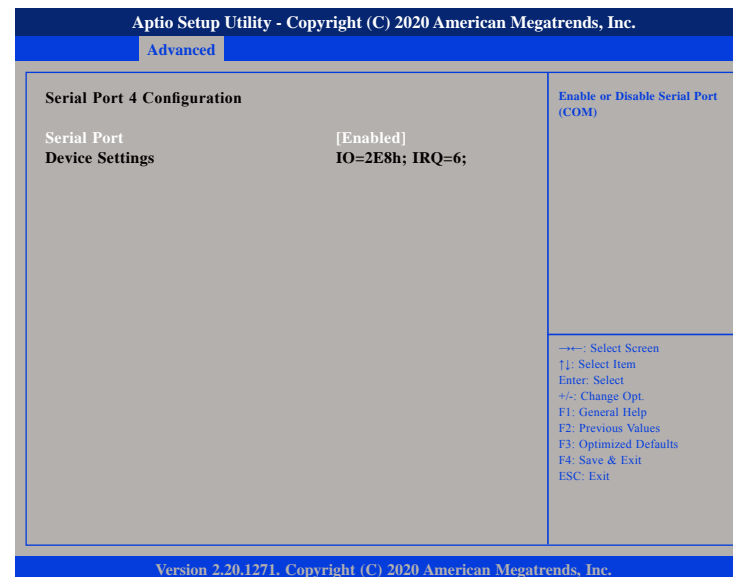 Aptio Setup Utility - Copyright (C) 2020 American Megatrends, Inc.
Advanced
Serial Port 4 Configuration
Serial Port [Enabled]
Device Settings IO=2E8h; IRQ=6;
Enable or Disable Serial Port
(COM)
→←: Select Screen
↑↓: Select Item
Enter: Select
+/-: Change Opt.
F1: General Help
F2: Previous Values
F3: Optimized Defaults
F4: Save & Exit
ESC: Exit
Version 2.20.1271. Copyright (C) 2020 American Megatrends, Inc.